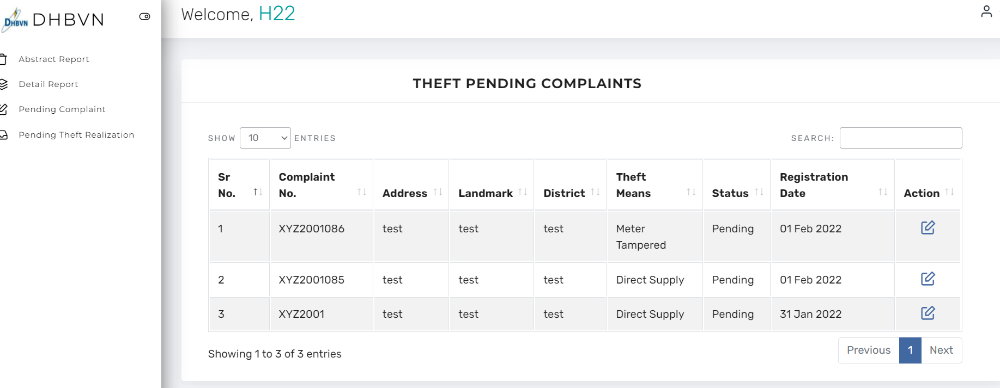 DHBVN DHBVN
Abstract Report
Detail Report
Pending Complaint
Pending Theft Realization
Welcome, H22
THEFT PENDING COMPLAINTS
SHOW 10 ENTRIES
SEARCH:
Sr No. Complaint No. Address Landmark District Theft Means Status Registration Date Action
1 XYZ2001086 test test test Meter Tampered Pending 01 Feb 2022
2 XYZ2001085 test test test Direct Supply Pending 01 Feb 2022
3 XYZ2001 test test test Direct Supply Pending 31 Jan 2022
Showing 1 to 3 of 3 entries
Previous 1 Next